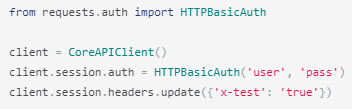 from requests.auth import HTTPBasicAuth
client = CoreAPIClient()
client.session.auth = HTTPBasicAuth('user', 'pass')
client.session.headers.update({'x-test': 'true'})